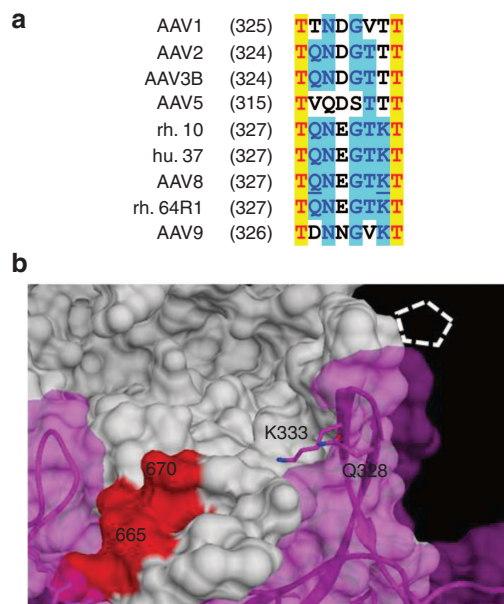 a
AAV1 (325) TTNDGVTT
AAV2 (324) TQNDGTTT
AAV3B (324) TQNDGTTT
AAV5 (315) TVQDSTTT
rh. 10 (327) TQNEGTKT
hu. 37 (327) TQNEGTKT
AAV8 (327) TQNEGTKT
rh. 64R1 (327) TQNEGTKT
AAV9 (326) TDNNGVKT
b
K333
670
Q328
665